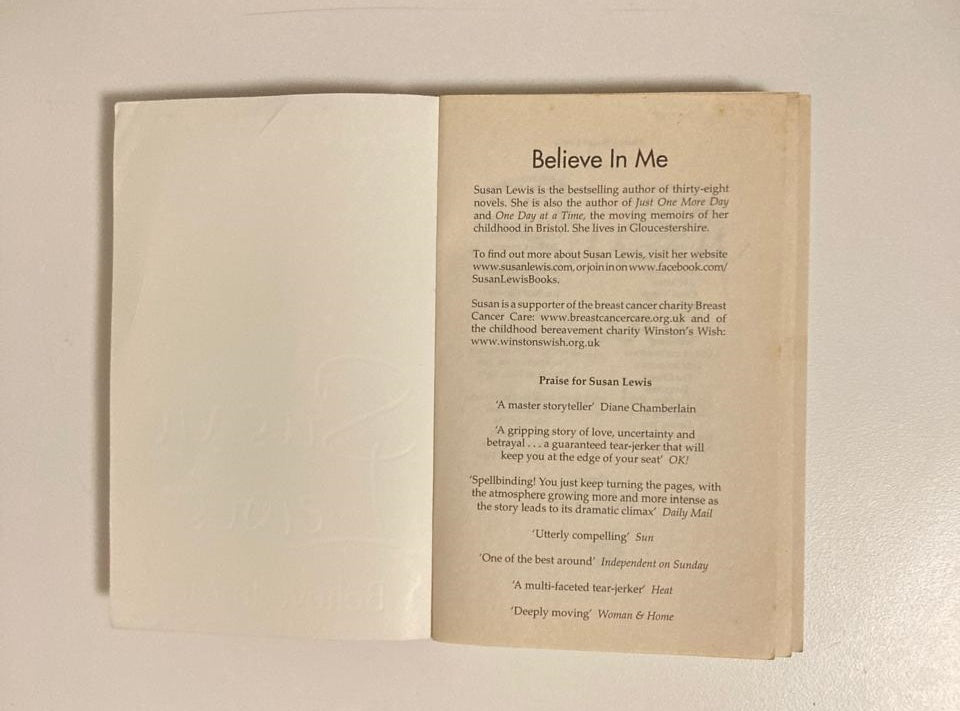 Believe In Me
Susan Lewis is the bestselling author of thirty-eight
novels. She is also the author of Just One More Day
and One Day at a Time, the moving memoirs of her
childhood in Bristol. She lives in Gloucestershire.
To find out more about Susan Lewis, visit her website
www.susanlewis.com, or join in on www.facebook.com/
SusanLewisBooks.
Susan is a supporter of the breast cancer charity Breast
Cancer Care: www.breastcancercare.org.uk and of
the childhood bereavement charity Winston's Wish:
www.winstonswish.org.uk
Praise for Susan Lewis
'A master storyteller' Diane Chamberlain
'A gripping story of love, uncertainty and
betrayal . . . a guaranteed tear-jerker that will
keep you at the edge of your seat' OK!
'Spellbinding! You just keep turning the pages, with
the atmosphere growing more and more intense as
the story leads to its dramatic climax' Daily Mail
'Utterly compelling' Sun
'One of the best around' Independent on Sunday
'A multi-faceted tear-jerker' Heat
'Deeply moving' Woman & Home